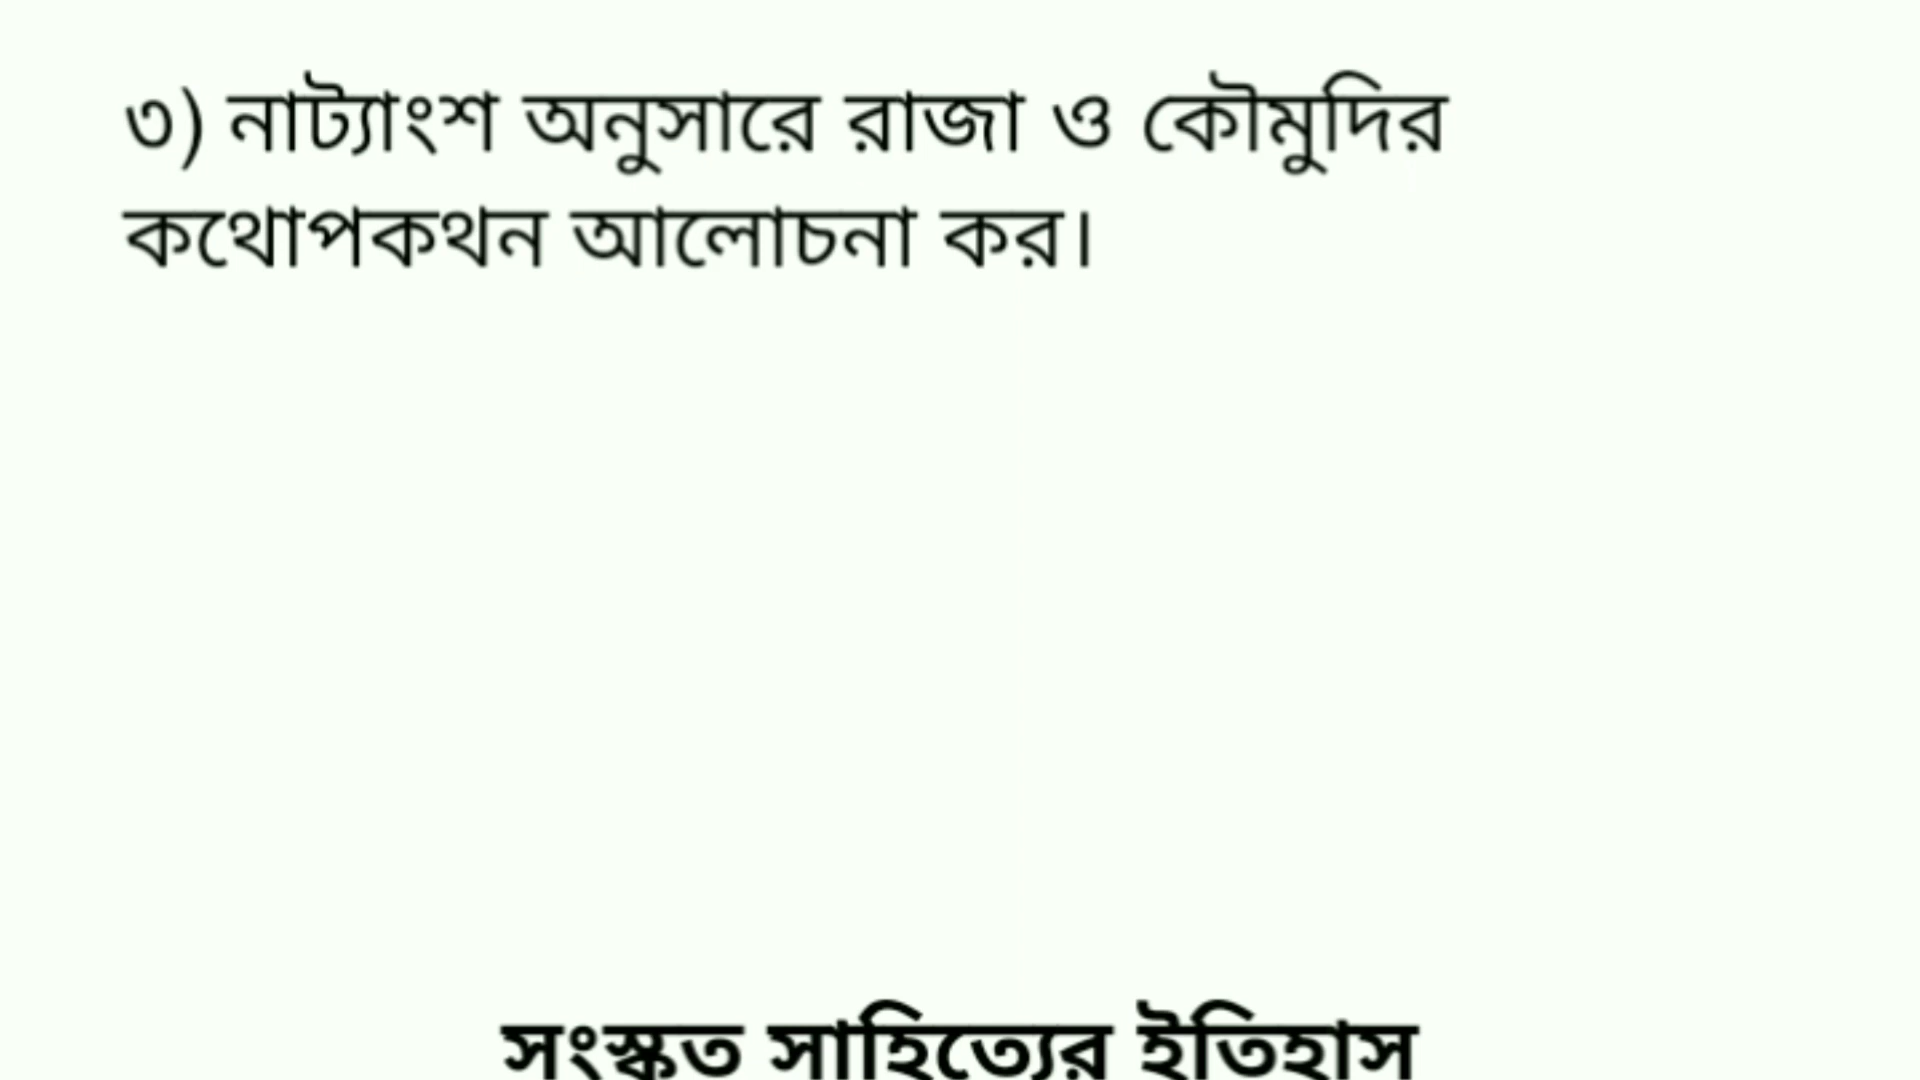 ৩) নাট্যাংশ অনুসারে রাজা ও কৌমুদির
কথোপকথন আলোচনা কর।
সংস্কৃত সাহিত্যের ইতিহাস